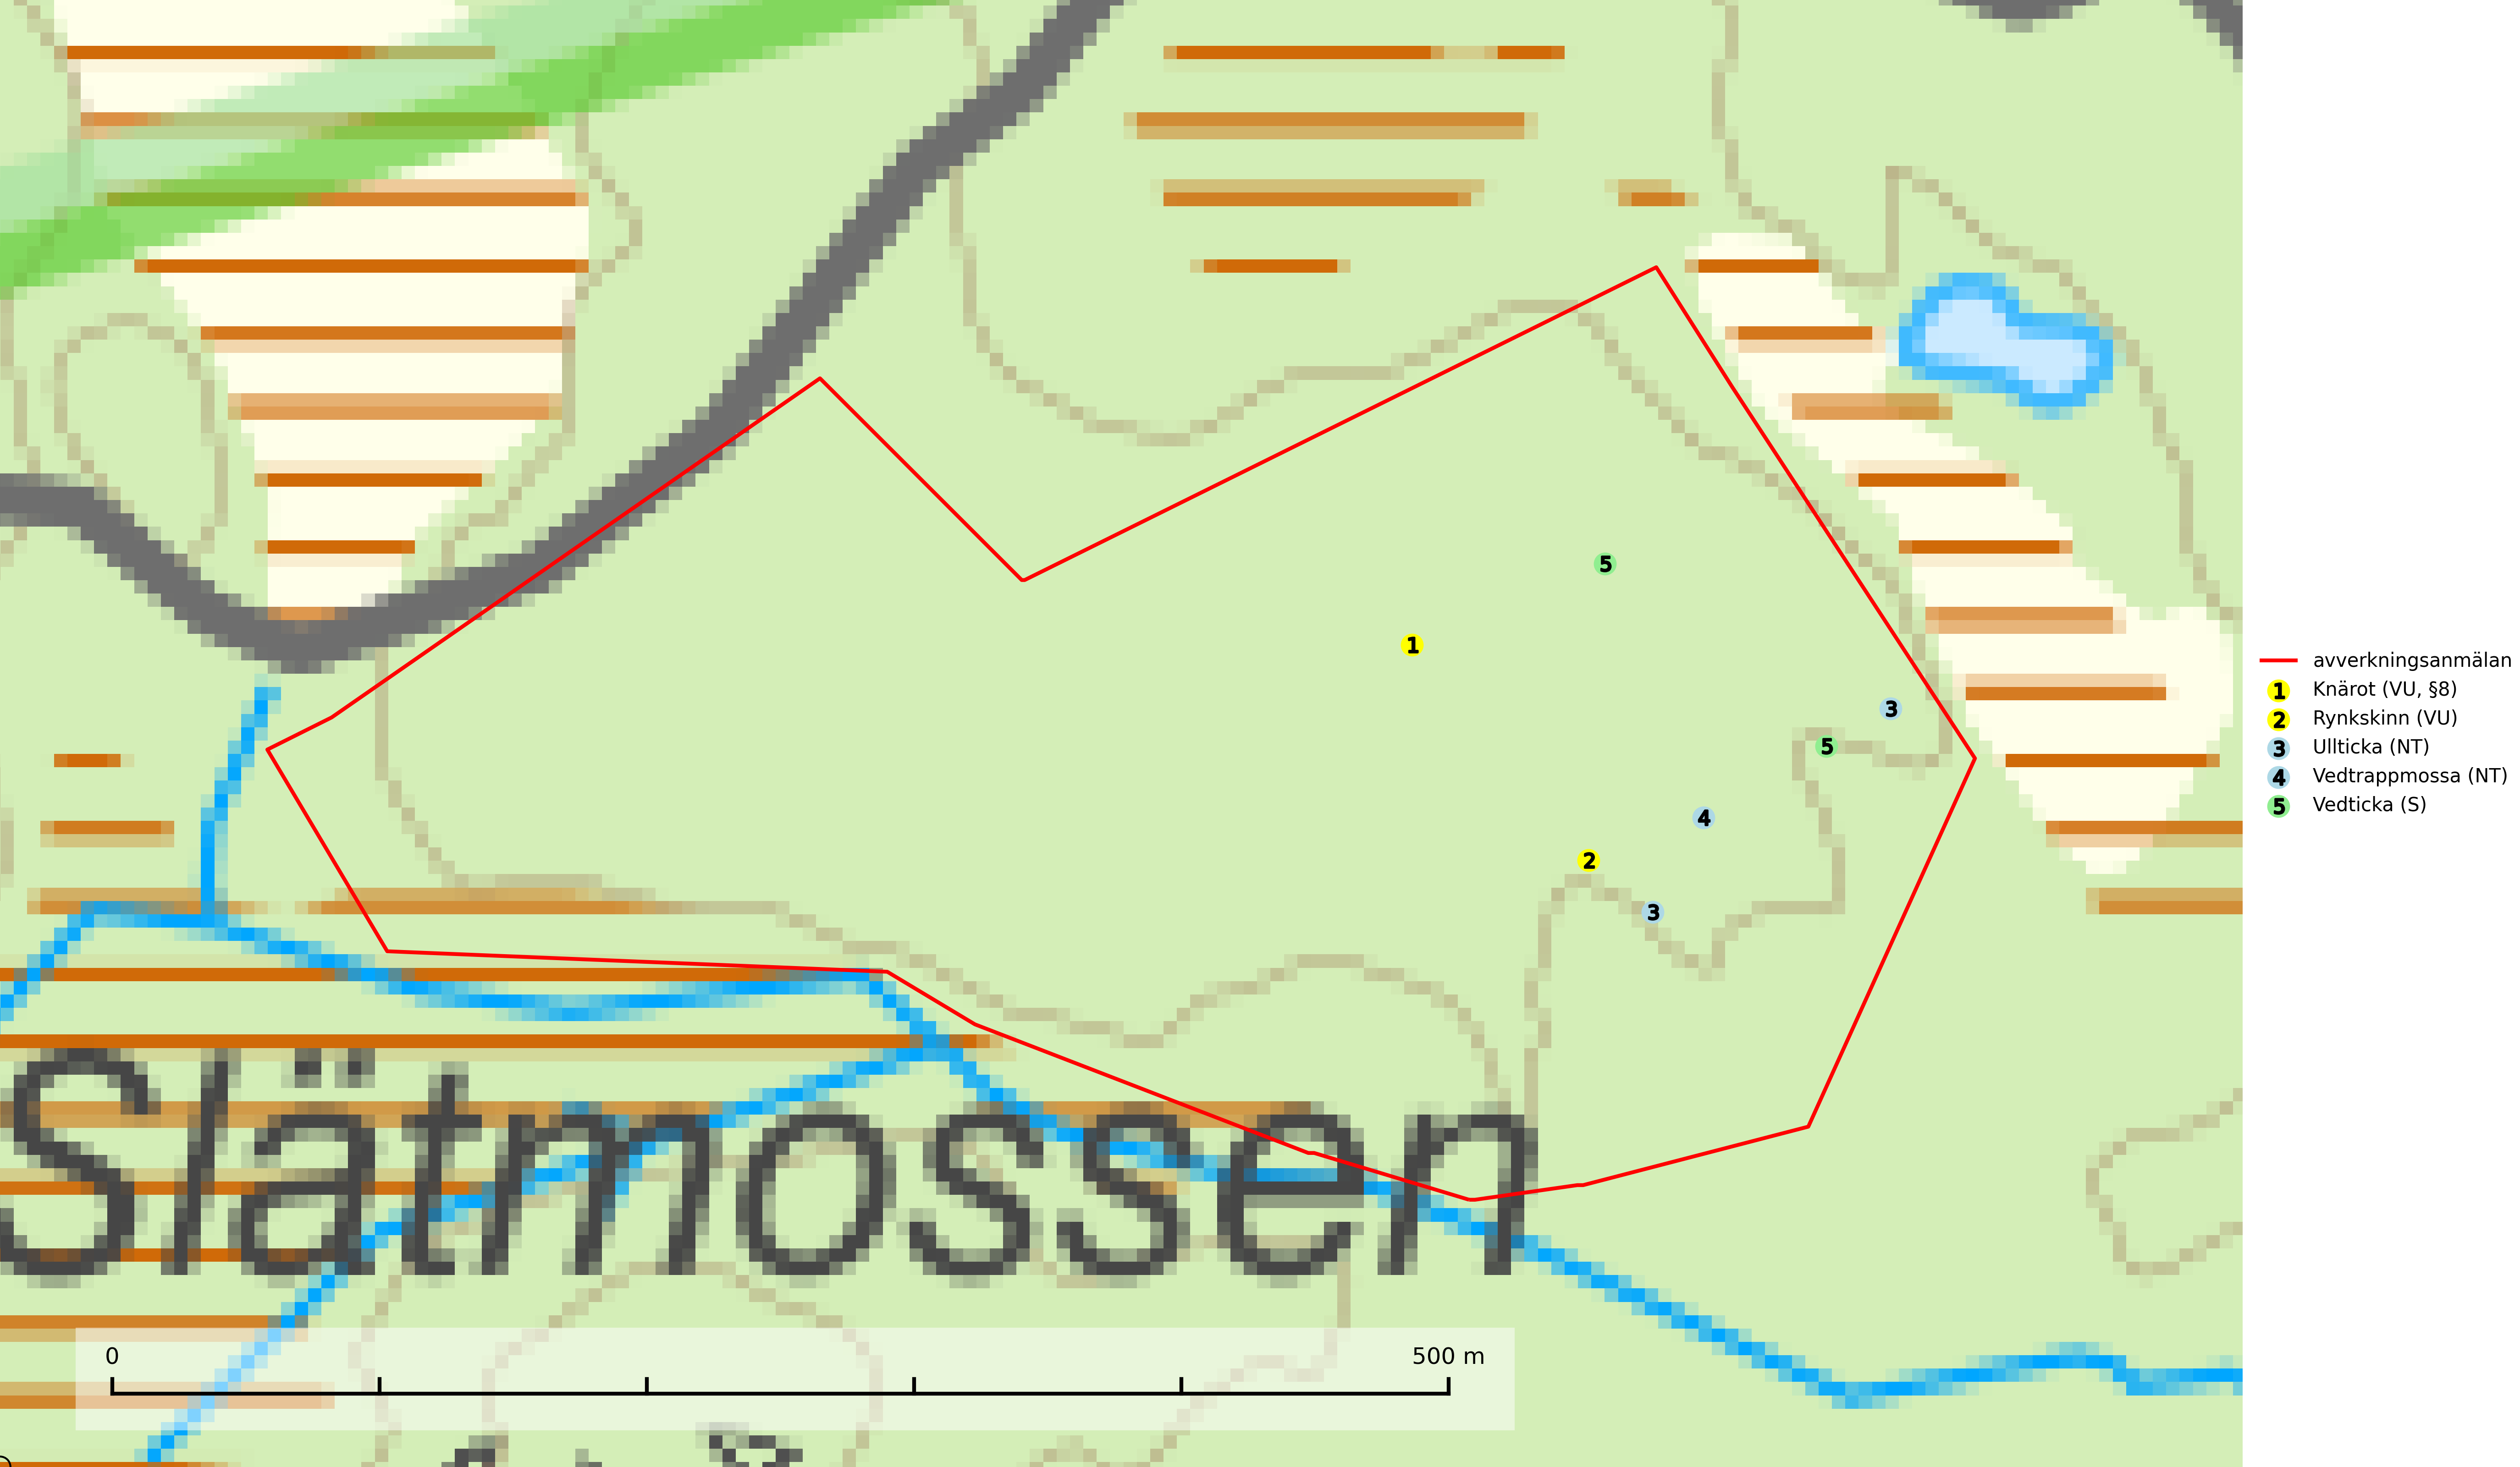 5
1
3
5
4
2
3
Slätmossen
0 500 m
avverkningsanmälan
1 Knärot (VU, §8)
2 Rynkskinn (VU)
3 Ullticka (NT)
4 Vedtrappmossa (NT)
5 Vedticka (S)